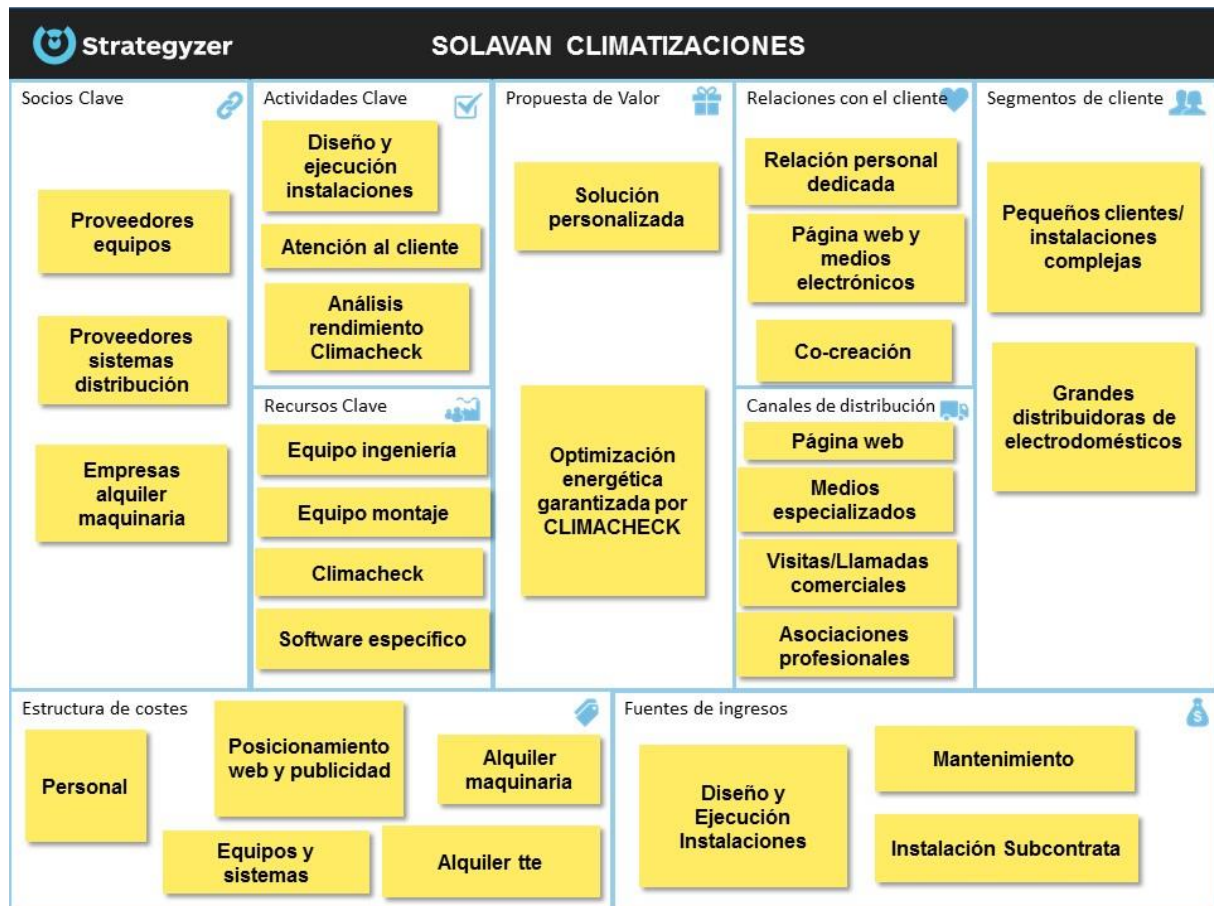 Strategyzer
SOLAVAN CLIMATIZACIONES
Socios Clave
Proveedores
equipos
Proveedores
sistemas
distribución
Empresas
alquiler
maquinaria
Actividades Clave
Diseño y
ejecución
instalaciones
Atención al cliente
Análisis
rendimiento
Climacheck
Recursos Clave
Equipo ingeniería
Equipo montaje
Climacheck
Software específico
Propuesta de Valor
Solución
personalizada
Optimización
energética
garantizada por
CLIMACHECK
Relaciones con el cliente
Relación personal
dedicada
Página web y
medios
electrónicos
Co-creación
Canales de distribución
Página web
Medios
especializados
Visitas/Llamadas
comerciales
Asociaciones
profesionales
Segmentos de cliente
Pequeños clientes/
instalaciones
complejas
Grandes
distribuidoras de
electrodomésticos
Estructura de costes
Personal
Posicionamiento
web y publicidad
Alquiler
maquinaria
Equipos y
sistemas
Alquiler tte
Fuentes de ingresos
Diseño y
Ejecución
Instalaciones
Mantenimiento
Instalación Subcontrata